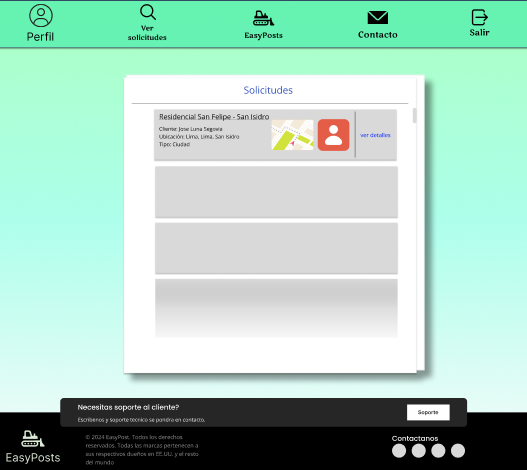 Perfil
Ver
solicitudes
EasyPosts
Contacto
Salir
Solicitudes
Residencial San Felipe - San Isidro
Cliente: Jose Luna Segovia
Ubicación: Lima, Lima, San Isidro
Tipo: Ciudad
ver detalles
Necesitas soporte al cliente?
Escribenos y soporte tecnico se pondra en contacto.
Soporte
EasyPosts
© 2024 EasyPost. Todos los derechos
reservados. Todas las marcas pertenecen a
sus respectivos dueños en EE.UU. y el resto
del mundo
Contactanos